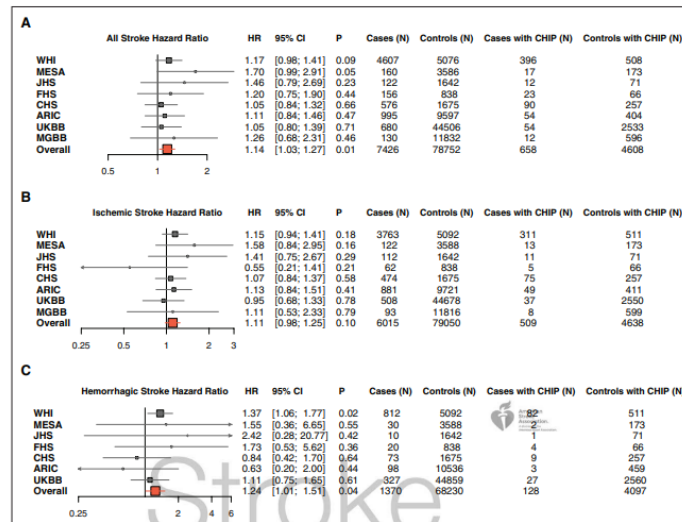 A
All Stroke Hazard Ratio HR 95% CI P Cases (N) Controls (N) Cases with CHIP (N) Controls with CHIP (N)
WHI 1.17 [0.98; 1.41] 0.09 4607 5076 396 508
MESA 1.70 [0.99; 2.91] 0.05 160 3586 17 173
JHS 1.46 [0.79; 2.69] 0.23 122 1642 12 71
FHS 1.20 [0.75; 1.90] 0.44 156 838 23 66
CHS 1.05 [0.84; 1.32] 0.66 576 1675 90 257
ARIC 1.11 [0.84; 1.46] 0.47 995 9597 54 404
UKBB 1.05 [0.80; 1.39] 0.71 680 44506 54 2533
MGBB 1.26 [0.68; 2.31] 0.46 130 11832 12 596
Overall 1.14 [1.03; 1.27] 0.01 7426 78752 658 4608
0.5 1 2
B
Ischemic Stroke Hazard Ratio HR 95% CI P Cases (N) Controls (N) Cases with CHIP (N) Controls with CHIP (N)
WHI 1.15 [0.94; 1.41] 0.18 3763 5092 311 511
MESA 1.58 [0.84; 2.95] 0.16 122 3588 13 173
JHS 1.41 [0.75; 2.67] 0.29 112 1642 11 71
FHS 0.55 [0.21; 1.41] 0.21 62 838 5 66
CHS 1.07 [0.84; 1.37] 0.58 474 1675 75 257
ARIC 1.13 [0.84; 1.51] 0.41 881 9721 49 411
UKBB 0.95 [0.68; 1.33] 0.78 508 44678 37 2550
MGBB 1.11 [0.53; 2.33] 0.79 93 11816 8 599
Overall 1.11 [0.98; 1.25] 0.10 6015 79050 509 4638
0.25 0.5 1 2 3
C
Hemorrhagic Stroke Hazard Ratio HR 95% CI P Cases (N) Controls (N) Cases with CHIP (N) Controls with CHIP (N)
WHI 1.37 [1.06; 1.77] 0.02 812 5092 82 511
MESA 1.55 [0.36; 6.65] 0.55 30 3588 2 173
JHS 2.42 [0.28; 20.77] 0.42 10 1642 1 71
FHS 1.73 [0.53; 5.62] 0.36 20 838 4 66
CHS 0.84 [0.42; 1.70] 0.64 73 1675 9 257
ARIC 0.63 [0.20; 2.00] 0.44 98 10536 3 459
UKBB 1.11 [0.75; 1.65] 0.61 327 44859 27 2560
Overall 1.24 [1.01; 1.51] 0.04 1370 68230 128 4097
0.25 1 2 6
Stroke